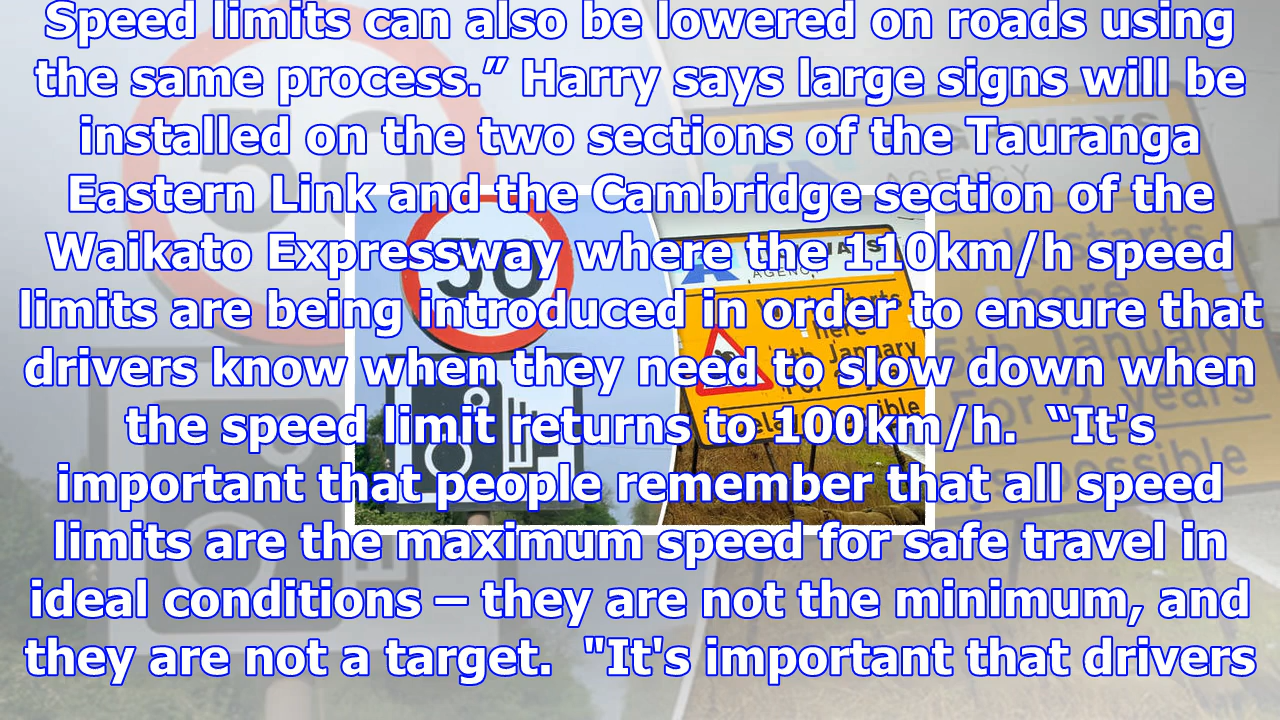 Speed limits can also be lowered on roads using
the same process.” Harry says large signs will be
installed on the two sections of the Tauranga
Eastern Link and the Cambridge section of the
Waikato Expressway where the 110km/h speed
limits are being introduced in order to ensure that
drivers know when they need to slow down when
the speed limit returns to 100km/h.  “It's
important that people remember that all speed
limits are the maximum speed for safe travel in
ideal conditions – they are not the minimum, and
they are not a target.  "It's important that drivers
50
AGENCY
here
January